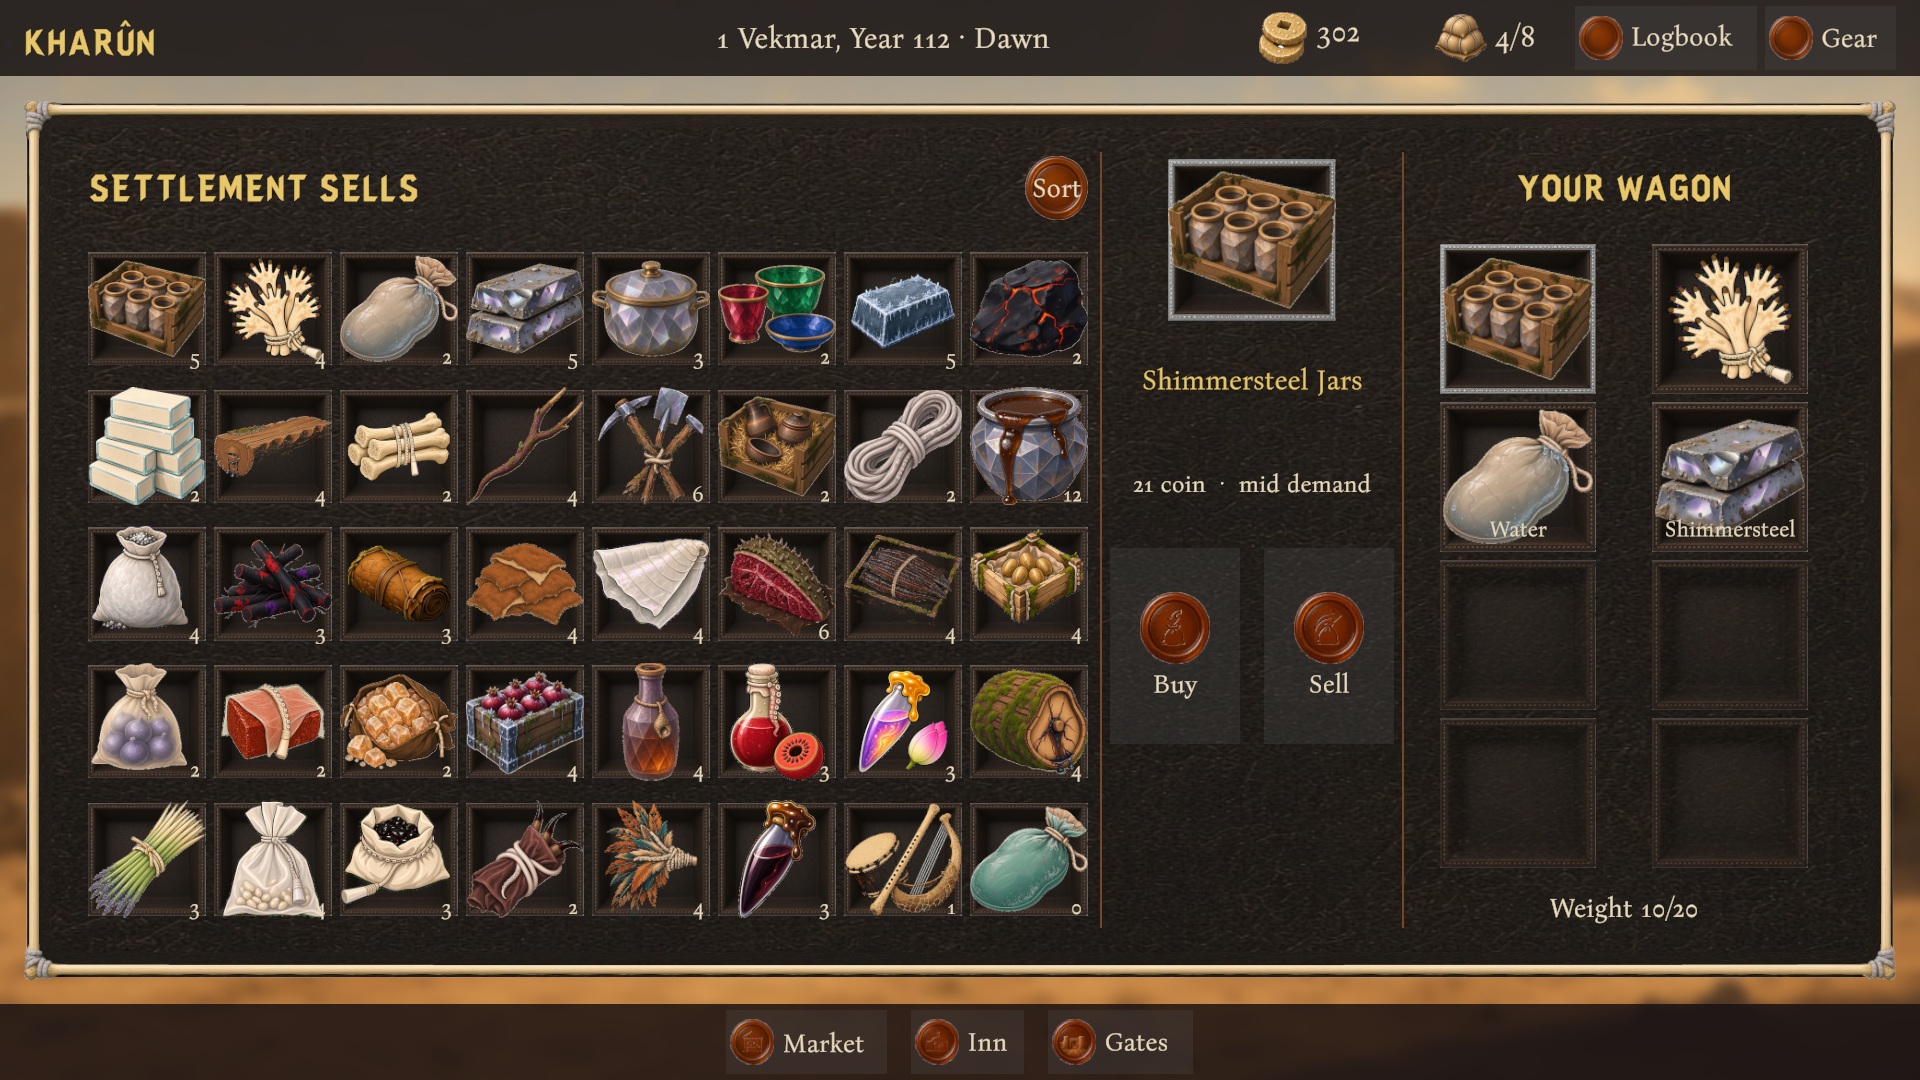 KHARÛN
1 Vekmar, Year 112 · Dawn
302
4/8
Logbook
Gear
SETTLEMENT SELLS
Sort
YOUR WAGON
5 4 2 5 3 2 5 2
2 4 2 4 6 2 2 12
4 3 3 4 4 6 4 4
2 2 2 4 4 3 3 4
3 4 3 2 4 3 1 0
Shimmersteel Jars
21 coin · mid demand
Buy
Sell
Water
Shimmersteel
Weight 10/20
Market
Inn
Gates